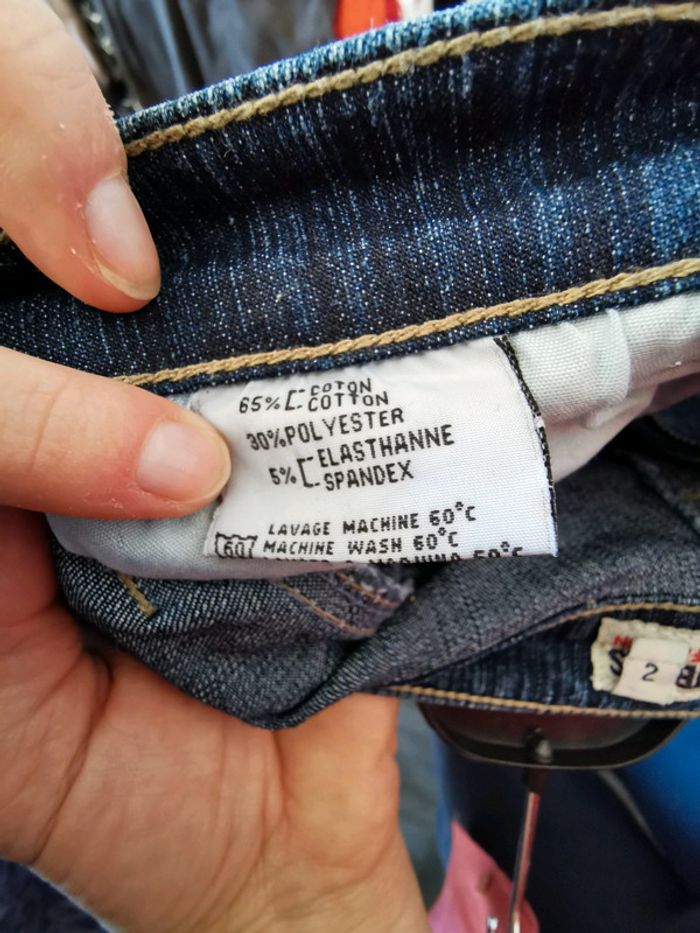 65% COTON
COTTON
30% POLYESTER
5% ELASTHANNE
SPANDEX
LAVAGE MACHINE 60°C
60 MACHINE WASH 60°C
2